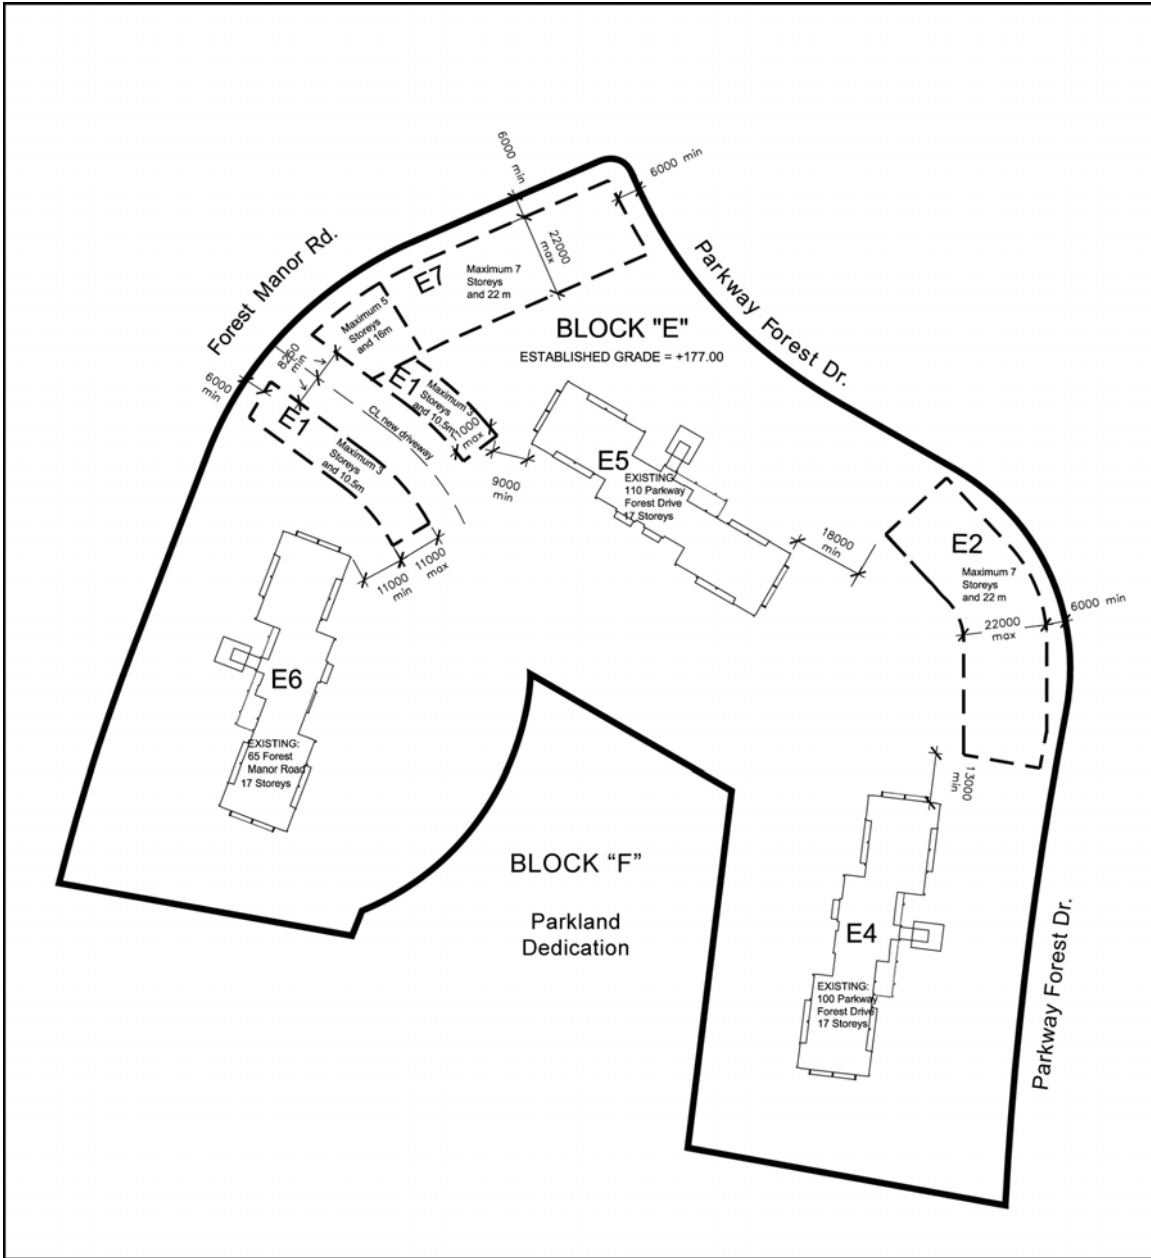 6000 min
6000 min
Forest Manor Rd.
Parkway Forest Dr.
22000
max
E7
Maximum 7
Storeys
and 22 m
Maximum 5
Storeys
and 16m
BLOCK "E"
ESTABLISHED GRADE = +177.00
8250
min
6000
min
E1
Maximum 3
Storeys
and 10.5m
11000
max
CL new driveway
E1
Maximum 3
Storeys
and 10.5m
9000
min
E5
EXISTING:
110 Parkway
Forest Drive
17 Storeys
18000
min
E2
Maximum 7
Storeys
and 22 m
6000 min
22000
max
11000
min
11000
max
E6
EXISTING:
65 Forest
Manor Road
17 Storeys
13000
min
BLOCK “F”
Parkland
Dedication
E4
EXISTING:
100 Parkway
Forest Drive
17 Storeys
Parkway Forest Dr.